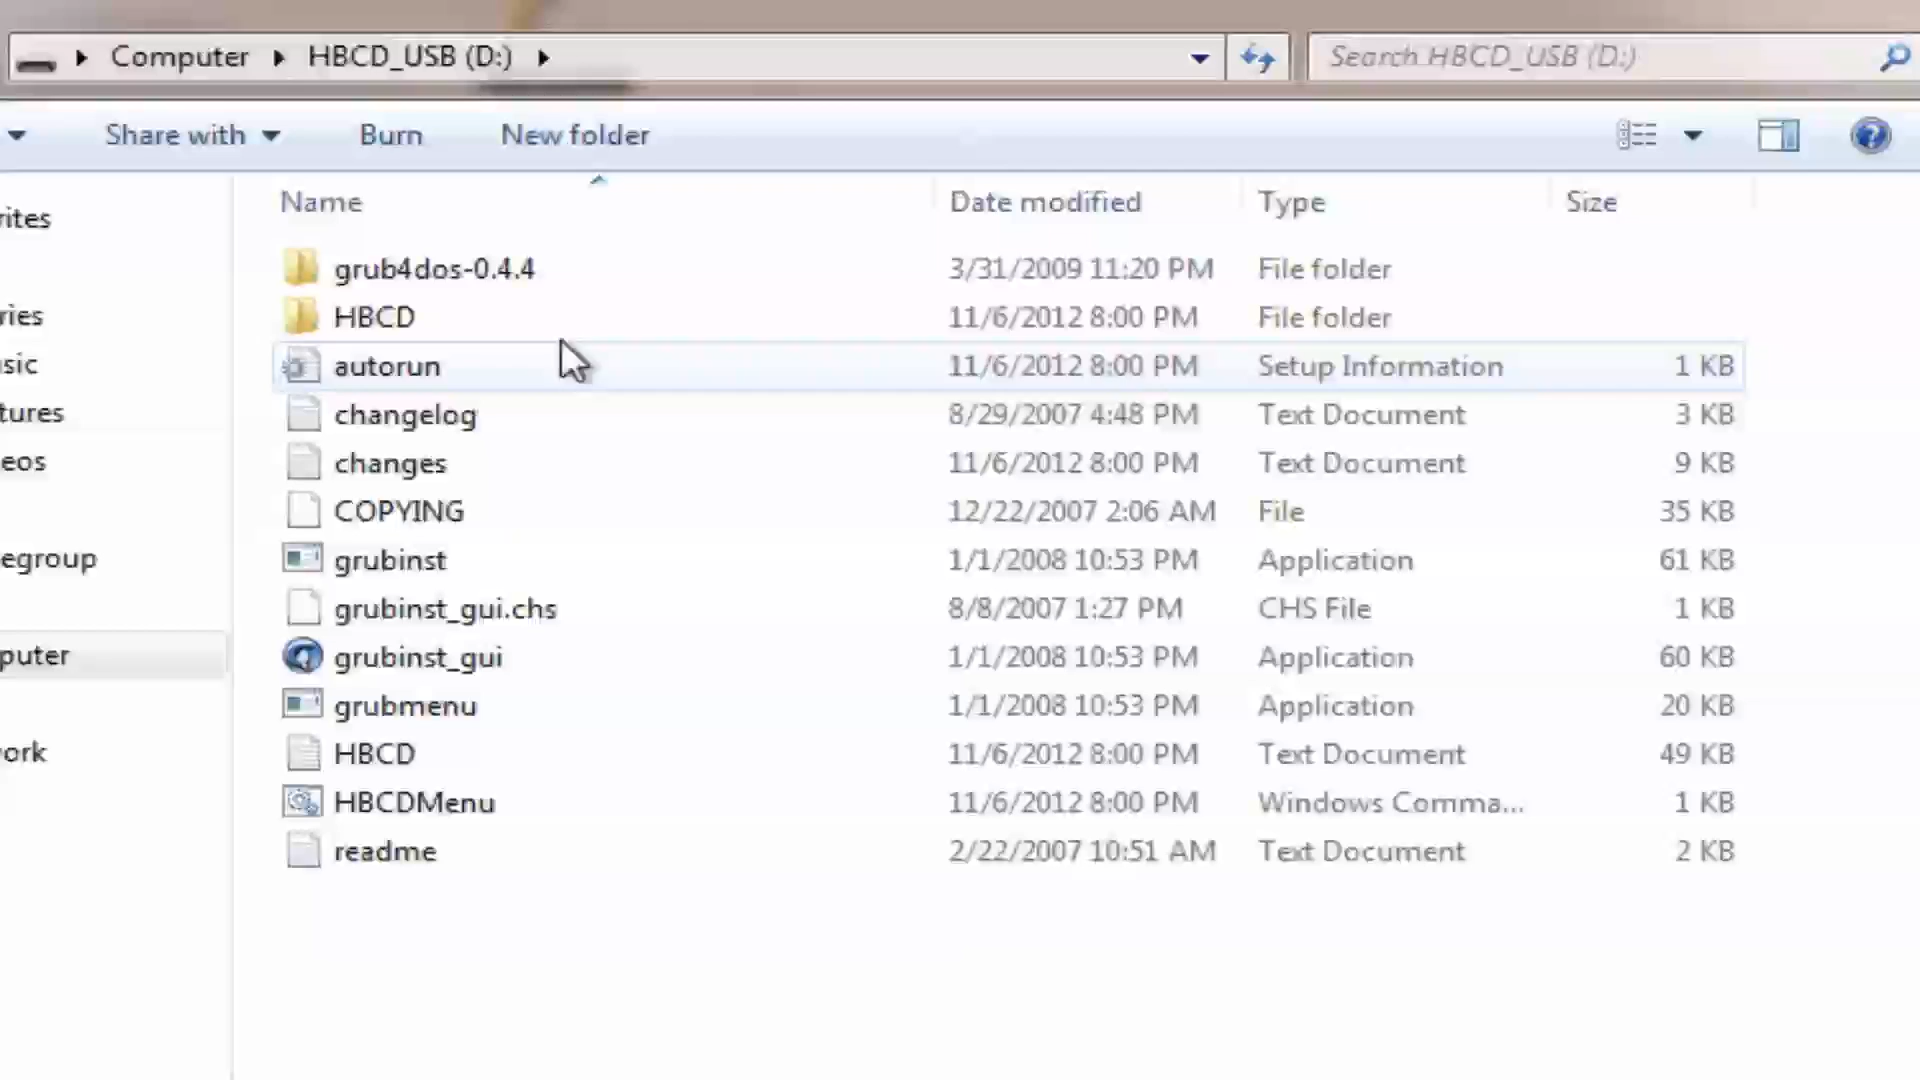 Computer HBCD_USB (D:) Search HBCD_USB (D:)
Share with Burn New folder
Name Date modified Type Size
rites
ries
sic
tures
eos
egroup
puter
ork
grub4dos-0.4.4 3/31/2009 11:20 PM File folder
HBCD 11/6/2012 8:00 PM File folder
autorun 11/6/2012 8:00 PM Setup Information 1 KB
changelog 8/29/2007 4:48 PM Text Document 3 KB
changes 11/6/2012 8:00 PM Text Document 9 KB
COPYING 12/22/2007 2:06 AM File 35 KB
grubinst 1/1/2008 10:53 PM Application 61 KB
grubinst_gui.chs 8/8/2007 1:27 PM CHS File 1 KB
grubinst_gui 1/1/2008 10:53 PM Application 60 KB
grubmenu 1/1/2008 10:53 PM Application 20 KB
HBCD 11/6/2012 8:00 PM Text Document 49 KB
HBCDMenu 11/6/2012 8:00 PM Windows Comma... 1 KB
readme 2/22/2007 10:51 AM Text Document 2 KB